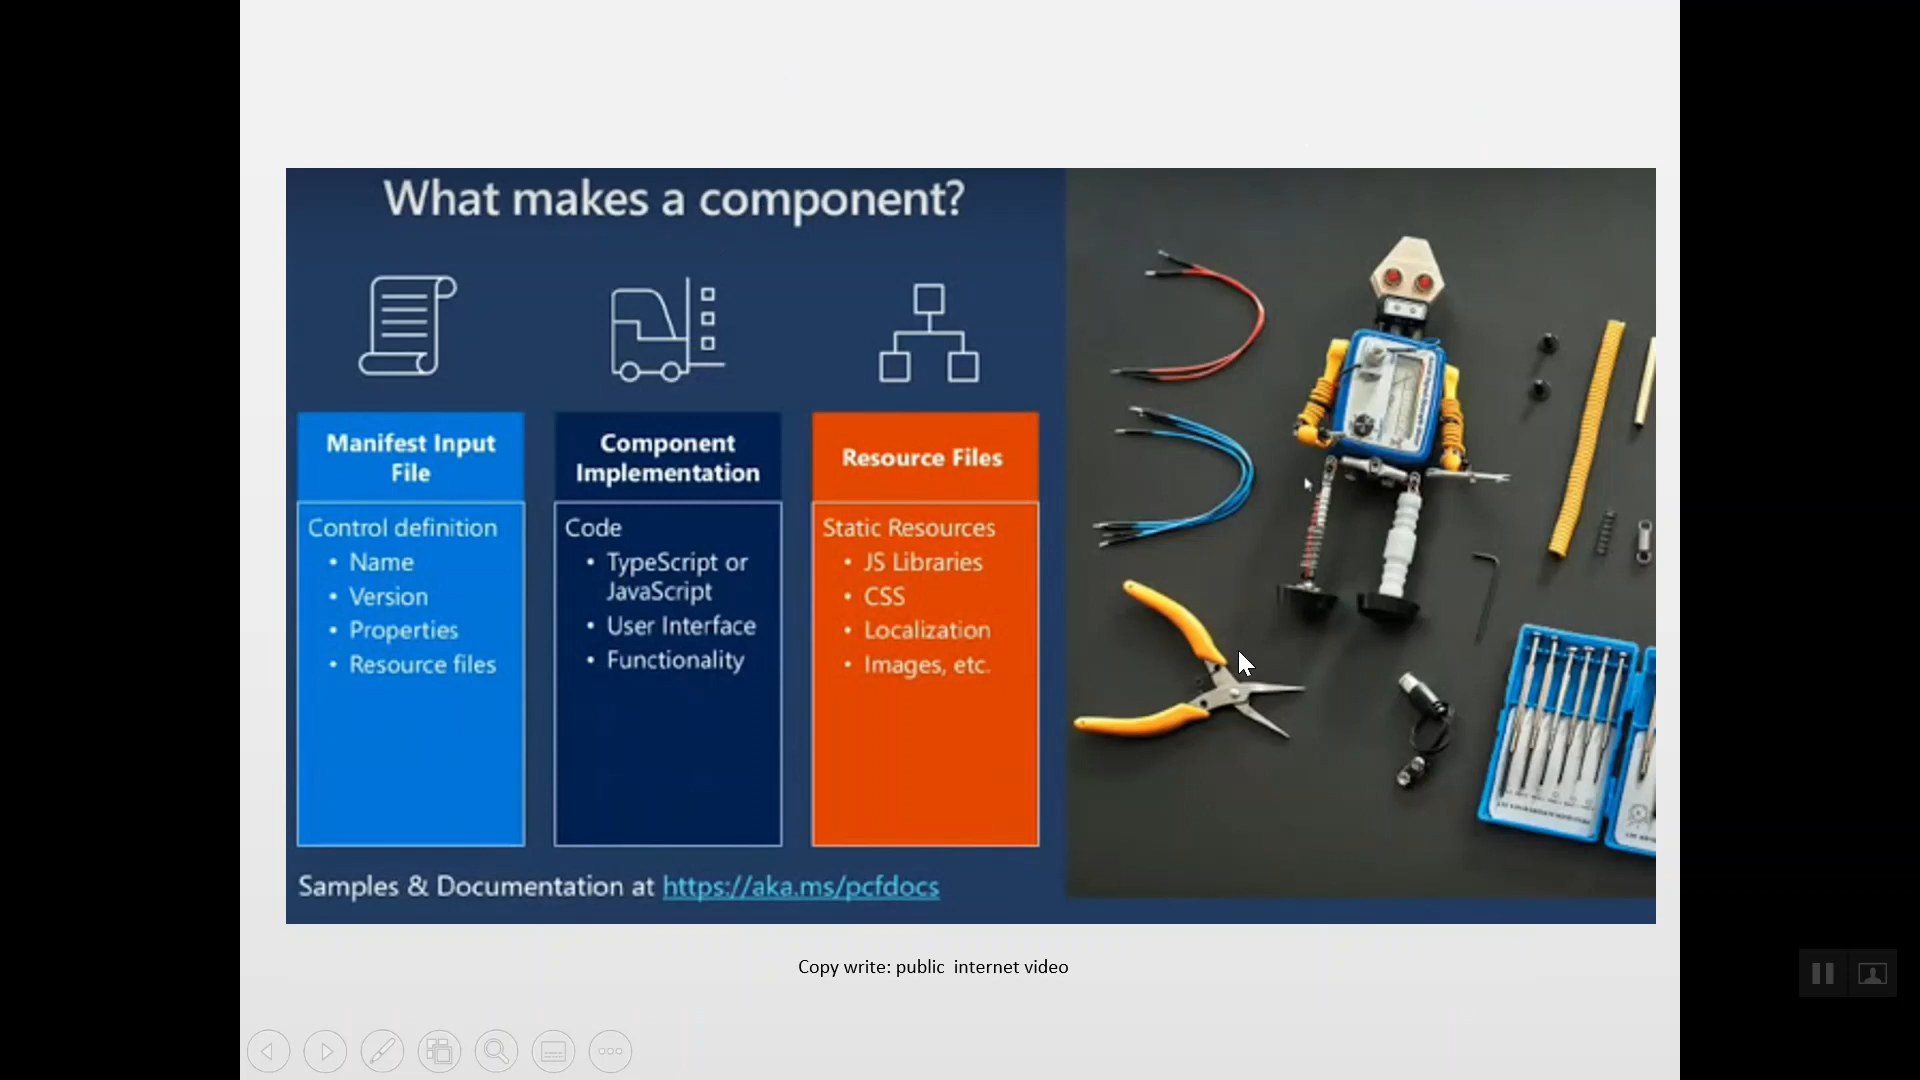 What makes a component?
Manifest Input
File
Control definition
• Name
• Version
• Properties
• Resource files
Component
Implementation
Code
• TypeScript or
JavaScript
• User Interface
• Functionality
Resource Files
Static Resources
• JS Libraries
• CSS
• Localization
• Images, etc.
Samples & Documentation at https://aka.ms/pcfdocs
Copy write: public  internet video